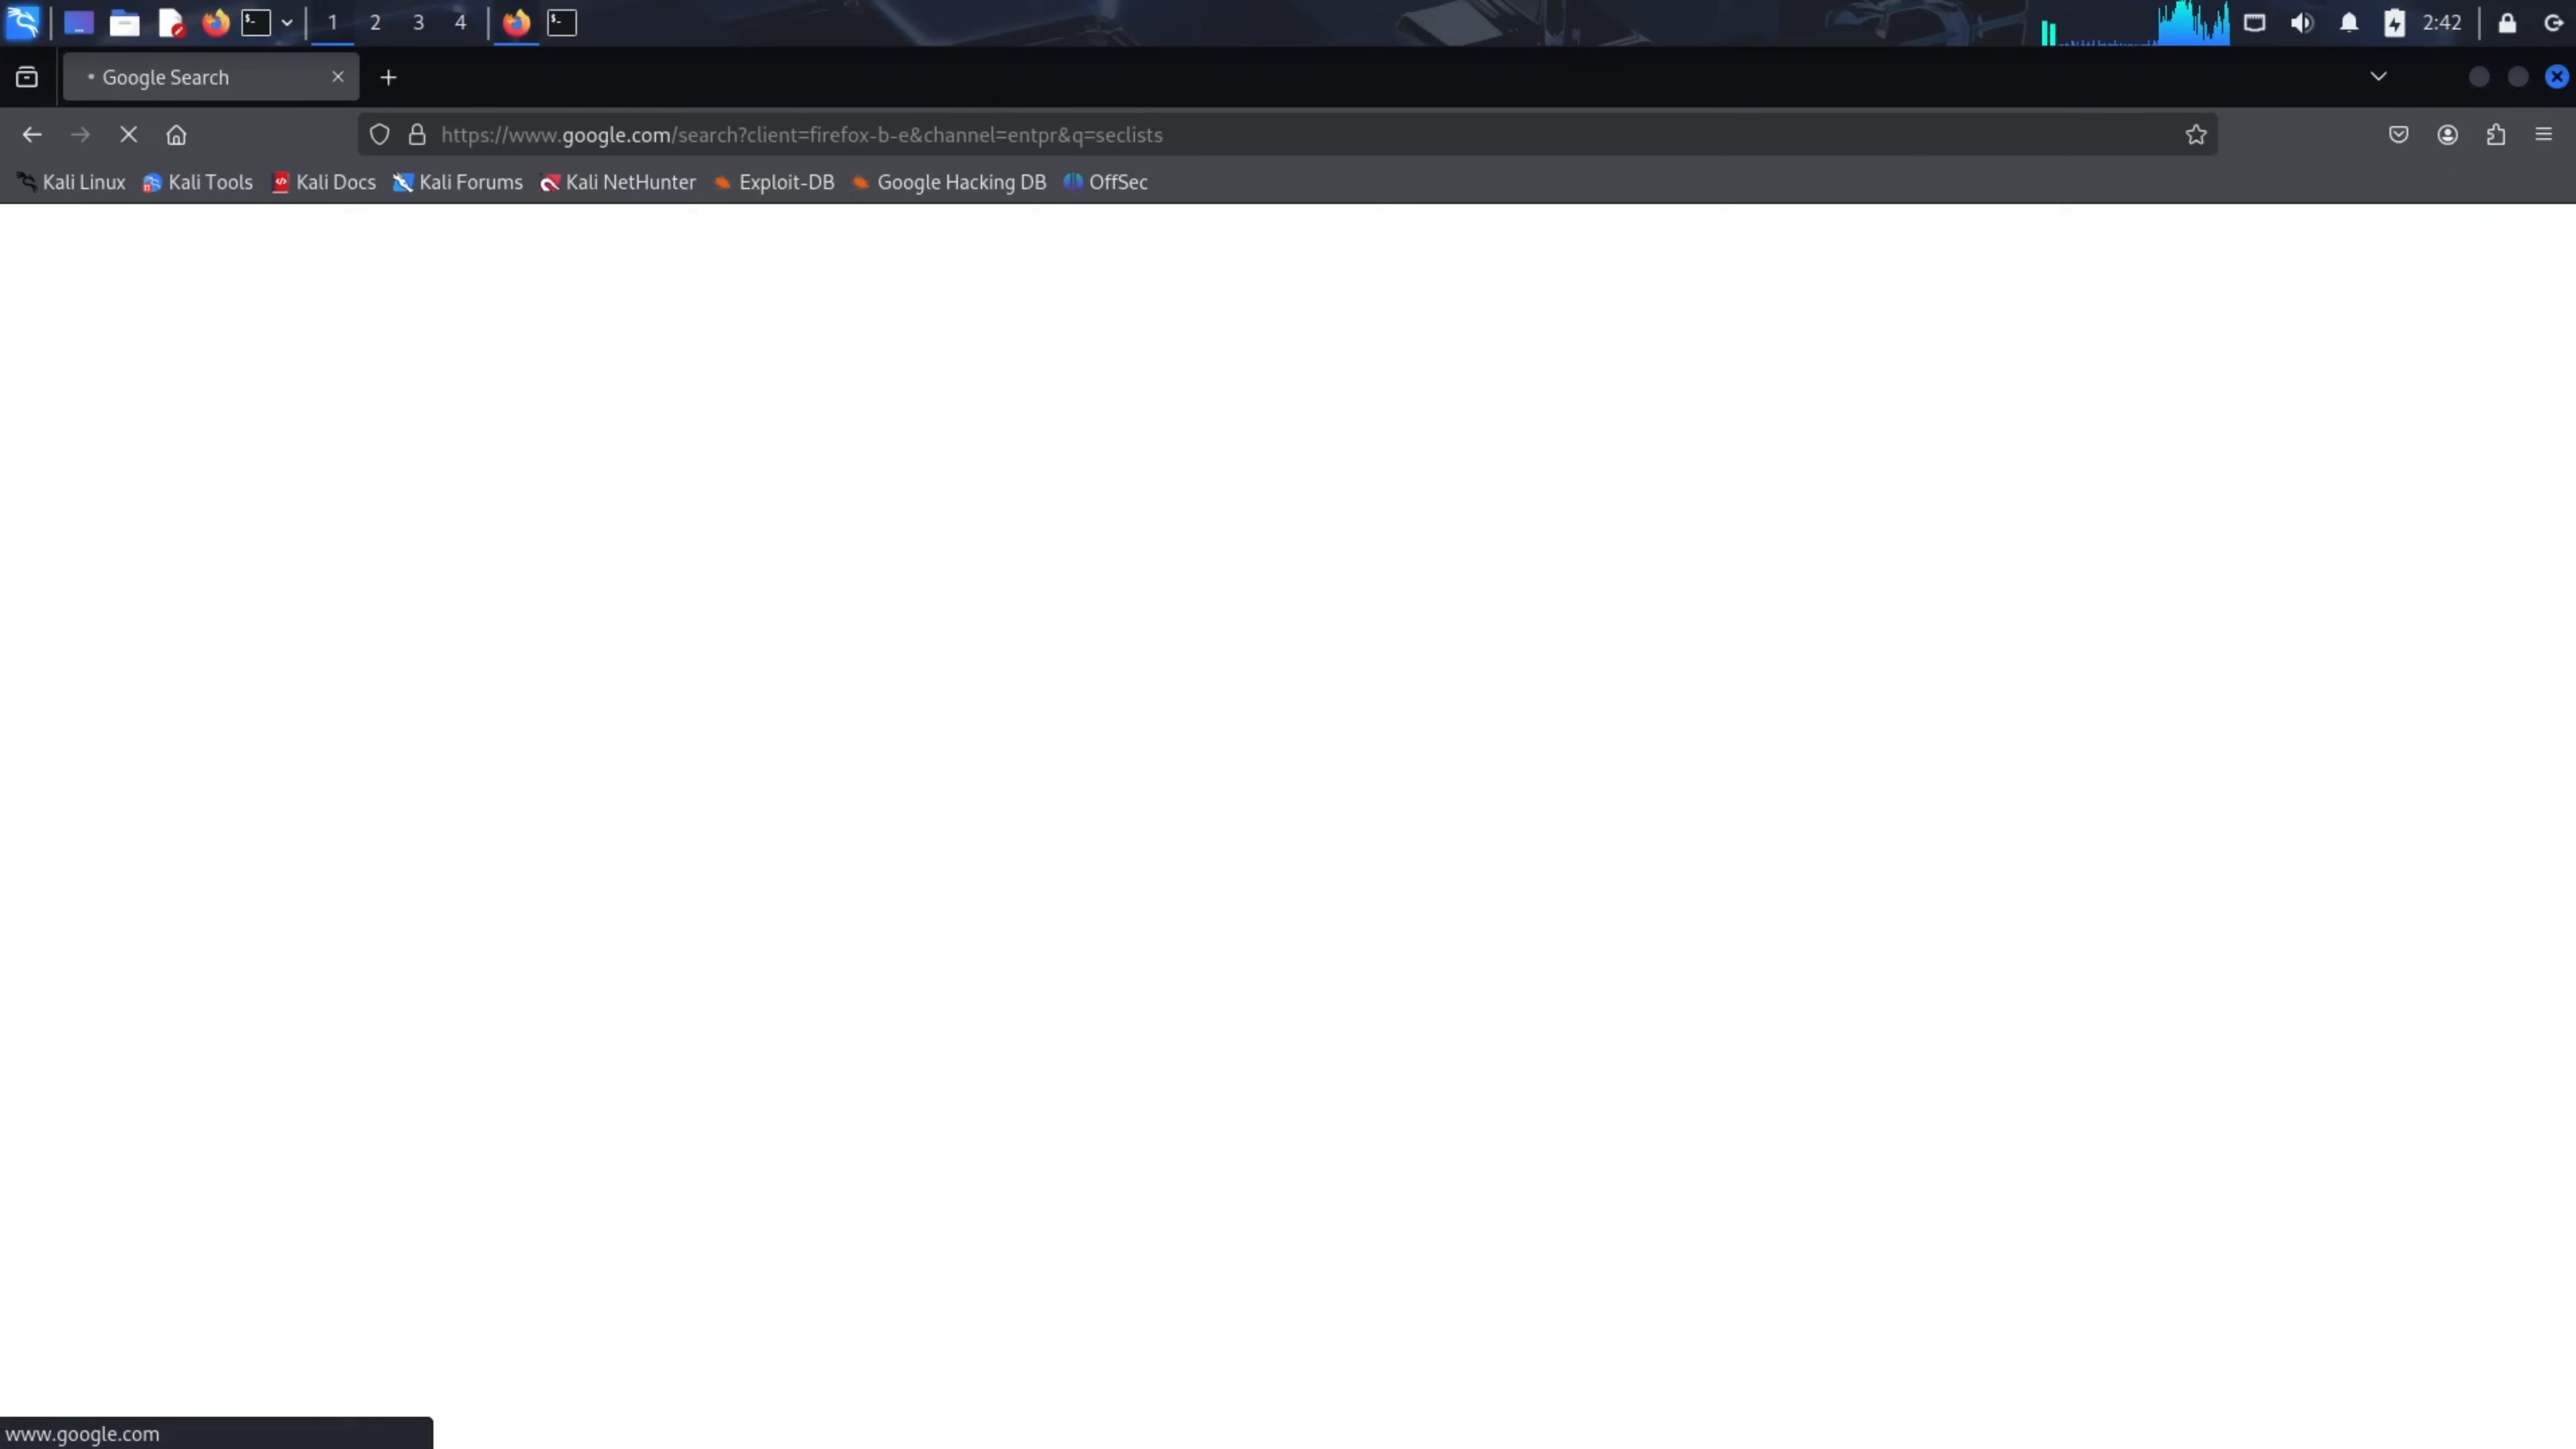 1 2 3 4 2:42
Google Search
https://www.google.com/search?client=firefox-b-e&channel=entpr&q=seclists
Kali Linux Kali Tools Kali Docs Kali Forums Kali NetHunter Exploit-DB Google Hacking DB OffSec
www.google.com